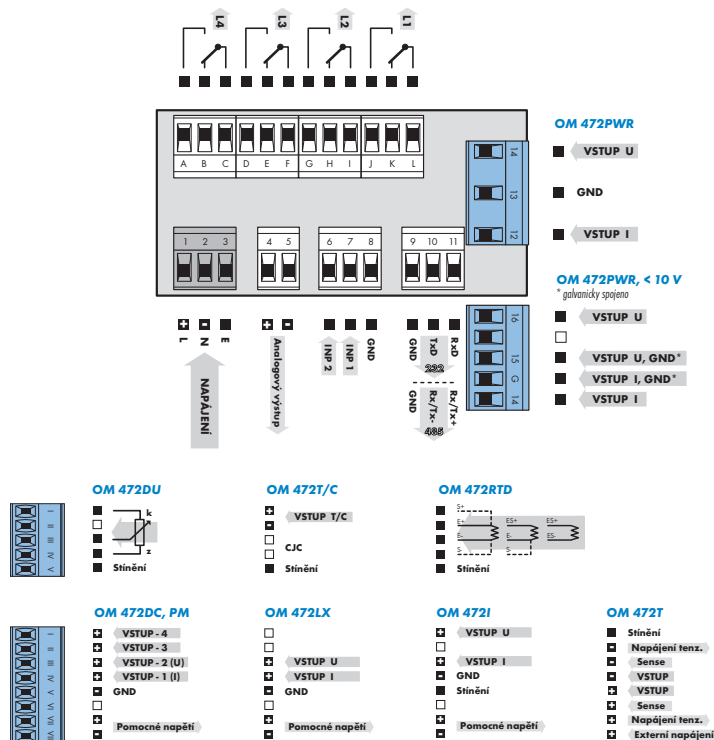 L4 L3 L2 L1
A B C D E F G H I J K L
14
13
12
OM 472PWR
VSTUP U
GND
VSTUP I
1 2 3 4 5 6 7 8 9 10 11
OM 472PWR, < 10 V
* galvanicky spojeno
16
15
G
14
VSTUP U
VSTUP U, GND*
VSTUP I, GND*
VSTUP I
+ - + -
L N E
NAPÁJENÍ
Analogový výstup
INP 2 INP 1 GND
GND TxD RxD
232
GND Rx/Tx- Rx/Tx+
485
OM 472DU
I
II
III
IV
V
k
z
Stínění
OM 472T/C
+ VSTUP T/C
-
CJC
Stínění
OM 472RTD
S+
E+ ES+ ES+
E- E- ES-
S- S-
Stínění
OM 472DC, PM
I
II
III
IV
V
VI
VII
VIII
+ VSTUP - 4
+ VSTUP - 3
+ VSTUP - 2 (U)
+ VSTUP - 1 (I)
- GND
+ Pomocné napětí
-
OM 472LX
+ VSTUP U
+ VSTUP I
- GND
+ Pomocné napětí
-
OM 472I
+ VSTUP U
+ VSTUP I
- GND
Stínění
+ Pomocné napětí
-
OM 472T
Stínění
- Napájení tenz.
- Sense
- VSTUP
+ VSTUP
+ Sense
+ Napájení tenz.
+ Externí napájení